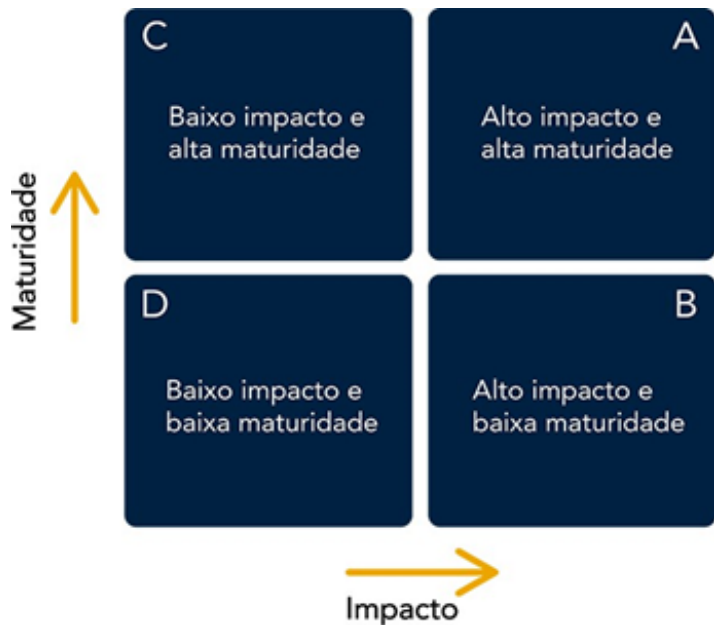 C
Baixo impacto e
alta maturidade
A
Alto impacto e
alta maturidade
Maturidade
D
Baixo impacto e
baixa maturidade
B
Alto impacto e
baixa maturidade
Impacto